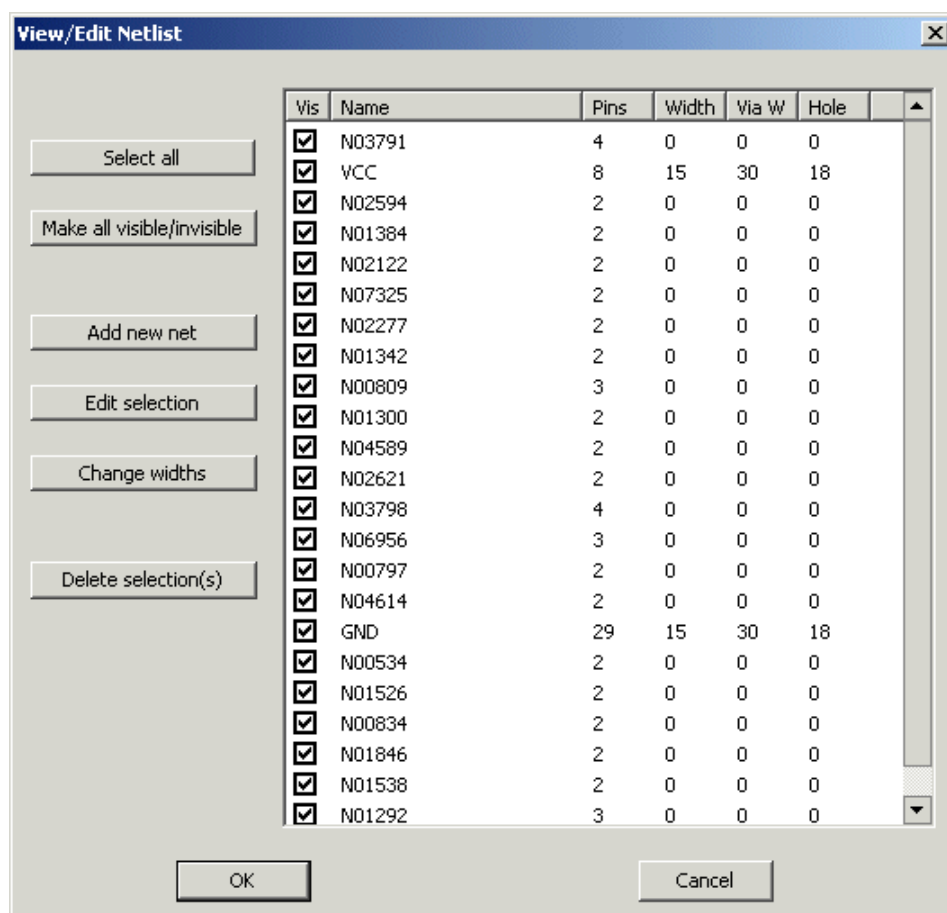 View/Edit Netlist
Vis Name Pins Width Via W Hole
Select all
Make all visible/invisible
Add new net
Edit selection
Change widths
Delete selection(s)
N03791 4 0 0 0
VCC 8 15 30 18
N02594 2 0 0 0
N01384 2 0 0 0
N02122 2 0 0 0
N07325 2 0 0 0
N02277 2 0 0 0
N01342 2 0 0 0
N00809 3 0 0 0
N01300 2 0 0 0
N04589 2 0 0 0
N02621 2 0 0 0
N03798 4 0 0 0
N06956 3 0 0 0
N00797 2 0 0 0
N04614 2 0 0 0
GND 29 15 30 18
N00534 2 0 0 0
N01526 2 0 0 0
N00834 2 0 0 0
N01846 2 0 0 0
N01538 2 0 0 0
N01292 3 0 0 0
OK
Cancel